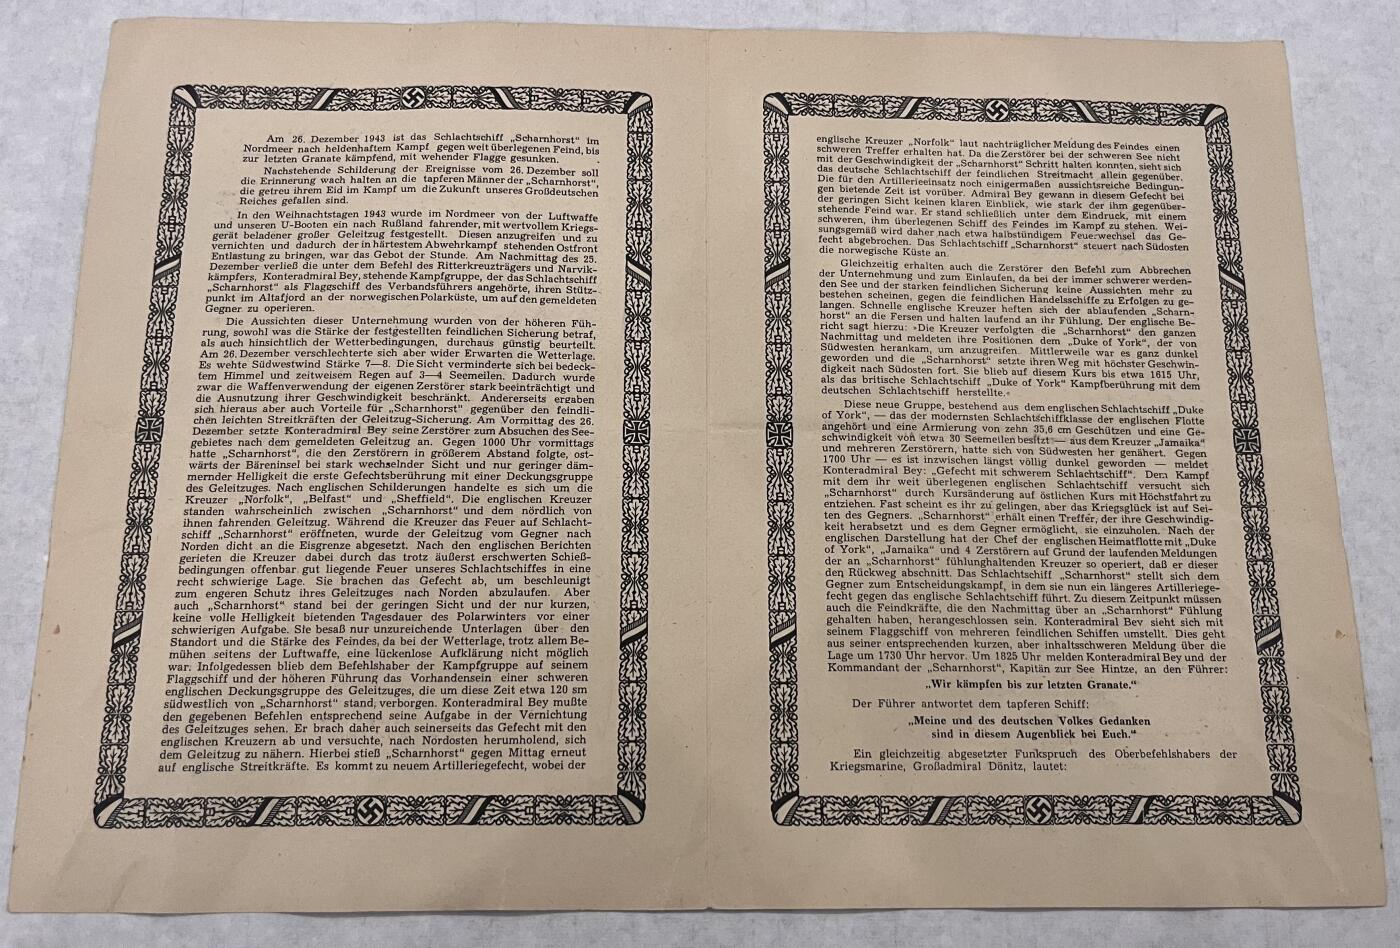 Am 26. Dezember 1943 ist das Schlachtschiff „Scharnhorst“ im
Nordmeer nach heldenhaftem Kampf gegen weit überlegenen Feind, bis
zur letzten Granate kämpfend, mit wehender Flagge gesunken.
Nachstehende Schilderung der Ereignisse vom 26. Dezember soll
die Erinnerung wach halten an die tapferen Männer der „Scharnhorst“,
die getreu ihrem Eid im Kampf um die Zukunft unseres Großdeutschen
Reiches gefallen sind.
In den Weihnachtstagen 1943 wurde im Nordmeer von der Luftwaffe
und unseren U-Booten ein nach Rußland fahrender, mit wertvollem Kriegs-
gerät beladener großer Geleitzug festgestellt. Diesen anzugreifen und zu
vernichten und dadurch der in härtestem Abwehrkampf stehenden Ostfront
Entlastung zu bringen, war das Gebot der Stunde. Am Nachmittag des 25.
Dezember verließ die unter dem Befehl des Ritterkreuzträgers und Narvik-
kämpfers, Konteradmiral Bey, stehende Kampfgruppe, der das Schlachtschiff
„Scharnhorst“ als Flaggschiff des Verbandsführers angehörte, ihren Stütz-
punkt im Altafjord an der norwegischen Polarküste, um auf den gemeldeten
Gegner zu operieren.
Die Aussichten dieser Unternehmung wurden von der höheren Füh-
rung, sowohl was die Stärke der festgestellten feindlichen Sicherung betraf,
als auch hinsichtlich der Wetterbedingungen, durchaus günstig beurteilt.
Am 26. Dezember verschlechterte sich aber wider Erwarten die Wetterlage.
Es wehte Südwestwind Stärke 7—8. Die Sicht verminderte sich bei bedeck-
tem Himmel und zeitweisem Regen auf 3—4 Seemeilen. Dadurch wurde
zwar die Waffenverwendung der eigenen Zerstörer stark beeinträchtigt und
die Ausnutzung ihrer Geschwindigkeit beschränkt. Andererseits ergaben
sich hieraus aber auch Vorteile für „Scharnhorst“ gegenüber den feindli-
chen leichten Streitkräften der Geleitzug-Sicherung. Am Vormittag des 26.
Dezember setzte Konteradmiral Bey seine Zerstörer zum Absuchen des See-
gebietes nach dem gemeldeten Geleitzug an. Gegen 1000 Uhr vormittags
hatte „Scharnhorst“, die den Zerstörern in größerem Abstand folgte, ost-
wärts der Bäreninsel bei stark wechselnder Sicht und nur geringer däm-
mernder Helligkeit die erste Gefechtsberührung mit einer Deckungsgruppe
des Geleitzuges. Nach englischen Schilderungen handelte es sich um die
Kreuzer „Norfolk“, „Belfast“ und „Sheffield“. Die englischen Kreuzer
standen wahrscheinlich zwischen „Scharnhorst“ und dem nördlich von
ihnen fahrenden Geleitzug. Während die Kreuzer das Feuer auf Schlacht-
schiff „Scharnhorst“ eröffneten, wurde der Geleitzug vom Gegner nach
Norden dicht an die Eisgrenze abgesetzt. Nach den englischen Berichten
gerieten die Kreuzer dabei durch das trotz äußerst erschwerten Schieß-
bedingungen offenbar gut liegende Feuer unseres Schlachtschiffes in eine
recht schwierige Lage. Sie brachen das Gefecht ab, um beschleunigt
zum engeren Schutz ihres Geleitzuges nach Norden abzulaufen. Aber
auch „Scharnhorst“ stand bei der geringen Sicht und der nur kurzen,
keine volle Helligkeit bietenden Tagesdauer des Polarwinters vor einer
schwierigen Aufgabe. Sie besaß nur unzureichende Unterlagen über den
Standort und die Stärke des Feindes, da bei der Wetterlage, trotz allem Be-
mühen seitens der Luftwaffe, eine lückenlose Aufklärung nicht möglich
war. Infolgedessen blieb dem Befehlshaber der Kampfgruppe auf seinem
Flaggschiff und der höheren Führung das Vorhandensein einer schweren
englischen Deckungsgruppe des Geleitzuges, die um diese Zeit etwa 120 sm
südwestlich von „Scharnhorst“ stand, verborgen. Konteradmiral Bey mußte
den gegebenen Befehlen entsprechend seine Aufgabe in der Vernichtung
des Geleitzuges sehen. Er brach daher auch seinerseits das Gefecht mit den
englischen Kreuzern ab und versuchte, nach Nordosten herumholend, sich
dem Geleitzug zu nähern. Hierbei stieß „Scharnhorst“ gegen Mittag erneut
auf englische Streitkräfte. Es kommt zu neuem Artilleriegefecht, wobei der
englische Kreuzer „Norfolk“ laut nachträglicher Meldung des Feindes einen
schweren Treffer erhalten hat. Da die Zerstörer bei der schweren See nicht
mit der Geschwindigkeit der „Scharnhorst“ Schritt halten konnten, sieht sich
das deutsche Schlachtschiff der feindlichen Streitmacht allein gegenüber.
Die für den Artillerieeinsatz noch einigermaßen aussichtsreiche Bedingun-
gen bietende Zeit ist vorüber. Admiral Bey gewann in diesem Gefecht bei
der geringen Sicht keinen klaren Einblick, wie stark der ihm gegenüber-
stehende Feind war. Er stand schließlich unter dem Eindruck, mit einem
schweren, ihm überlegenen Schiff des Feindes im Kampf zu stehen. Wei-
sungsgemäß wird daher nach etwa halbstündigem Feuerwechsel das Ge-
fecht abgebrochen. Das Schlachtschiff „Scharnhorst“ steuert nach Südosten
die norwegische Küste an.
Gleichzeitig erhalten auch die Zerstörer den Befehl zum Abbrechen
der Unternehmung und zum Einlaufen, da bei der immer schwerer werden-
den See und der starken feindlichen Sicherung keine Aussichten mehr zu
bestehen scheinen, gegen die feindlichen Handelsschiffe zu Erfolgen zu ge-
langen. Schnelle englische Kreuzer heften sich der ablaufenden „Scharn-
horst“ an die Fersen und halten laufend an ihr Fühlung. Der englische Be-
richt sagt hierzu: »Die Kreuzer verfolgten die „Scharnhorst“ den ganzen
Nachmittag und meldeten ihre Positionen dem „Duke of York“, der von
Südwesten herankam, um anzugreifen. Mittlerweile war es ganz dunkel
geworden und die „Scharnhorst“ setzte ihren Weg mit höchster Geschwin-
digkeit nach Südosten fort. Sie blieb auf diesem Kurs bis etwa 1615 Uhr,
als das britische Schlachtschiff „Duke of York“ Kampfberührung mit dem
deutschen Schlachtschiff herstellte.«
Diese neue Gruppe, bestehend aus dem englischen Schlachtschiff „Duke
of York“, — das der modernsten Schlachtschiffklasse der englischen Flotte
angehört und eine Armierung von zehn 35,6 cm Geschützen und eine Ge-
schwindigkeit von etwa 30 Seemeilen besitzt — aus dem Kreuzer „Jamaika“
und mehreren Zerstörern, hatte sich von Südwesten her genähert. Gegen
1700 Uhr — es ist inzwischen längst völlig dunkel geworden — meldet
Konteradmiral Bey: „Gefecht mit schwerem Schlachtschiff“. Dem Kampf
mit dem ihr weit überlegenen englischen Schlachtschiff versucht sich
„Scharnhorst“ durch Kursänderung auf östlichen Kurs mit Höchstfahrt zu
entziehen. Fast scheint es ihr zu gelingen, aber das Kriegsglück ist auf Sei-
ten des Gegners. „Scharnhorst“ erhält einen Treffer, der ihre Geschwindig-
keit herabsetzt und es dem Gegner ermöglicht, sie einzuholen. Nach der
englischen Darstellung hat der Chef der englischen Heimatflotte mit „Duke
of York“, „Jamaika“ und 4 Zerstörern auf Grund der laufenden Meldungen
der an „Scharnhorst“ fühlunghaltenden Kreuzer so operiert, daß er dieser
den Rückweg abschnitt. Das Schlachtschiff „Scharnhorst“ stellt sich dem
Gegner zum Entscheidungskampf, in dem sie nun ein längeres Artilleriege-
fecht gegen das englische Schlachtschiff führt. Zu diesem Zeitpunkt müssen
auch die Feindkräfte, die den Nachmittag über an „Scharnhorst“ Fühlung
gehalten haben, herangeschlossen sein. Konteradmiral Bey sieht sich mit
seinem Flaggschiff von mehreren feindlichen Schiffen umstellt. Dies geht
aus seiner entsprechenden kurzen, aber inhaltsschweren Meldung über die
Lage um 1730 Uhr hervor. Um 1825 Uhr melden Konteradmiral Bey und der
Kommandant der „Scharnhorst“, Kapitän zur See Hintze, an den Führer:
„Wir kämpfen bis zur letzten Granate.“
Der Führer antwortet dem tapferen Schiff:
„Meine und des deutschen Volkes Gedanken
sind in diesem Augenblick bei Euch.“
Ein gleichzeitig abgesetzter Funkspruch des Oberbefehlshabers der
Kriegsmarine, Großadmiral Dönitz, lautet: